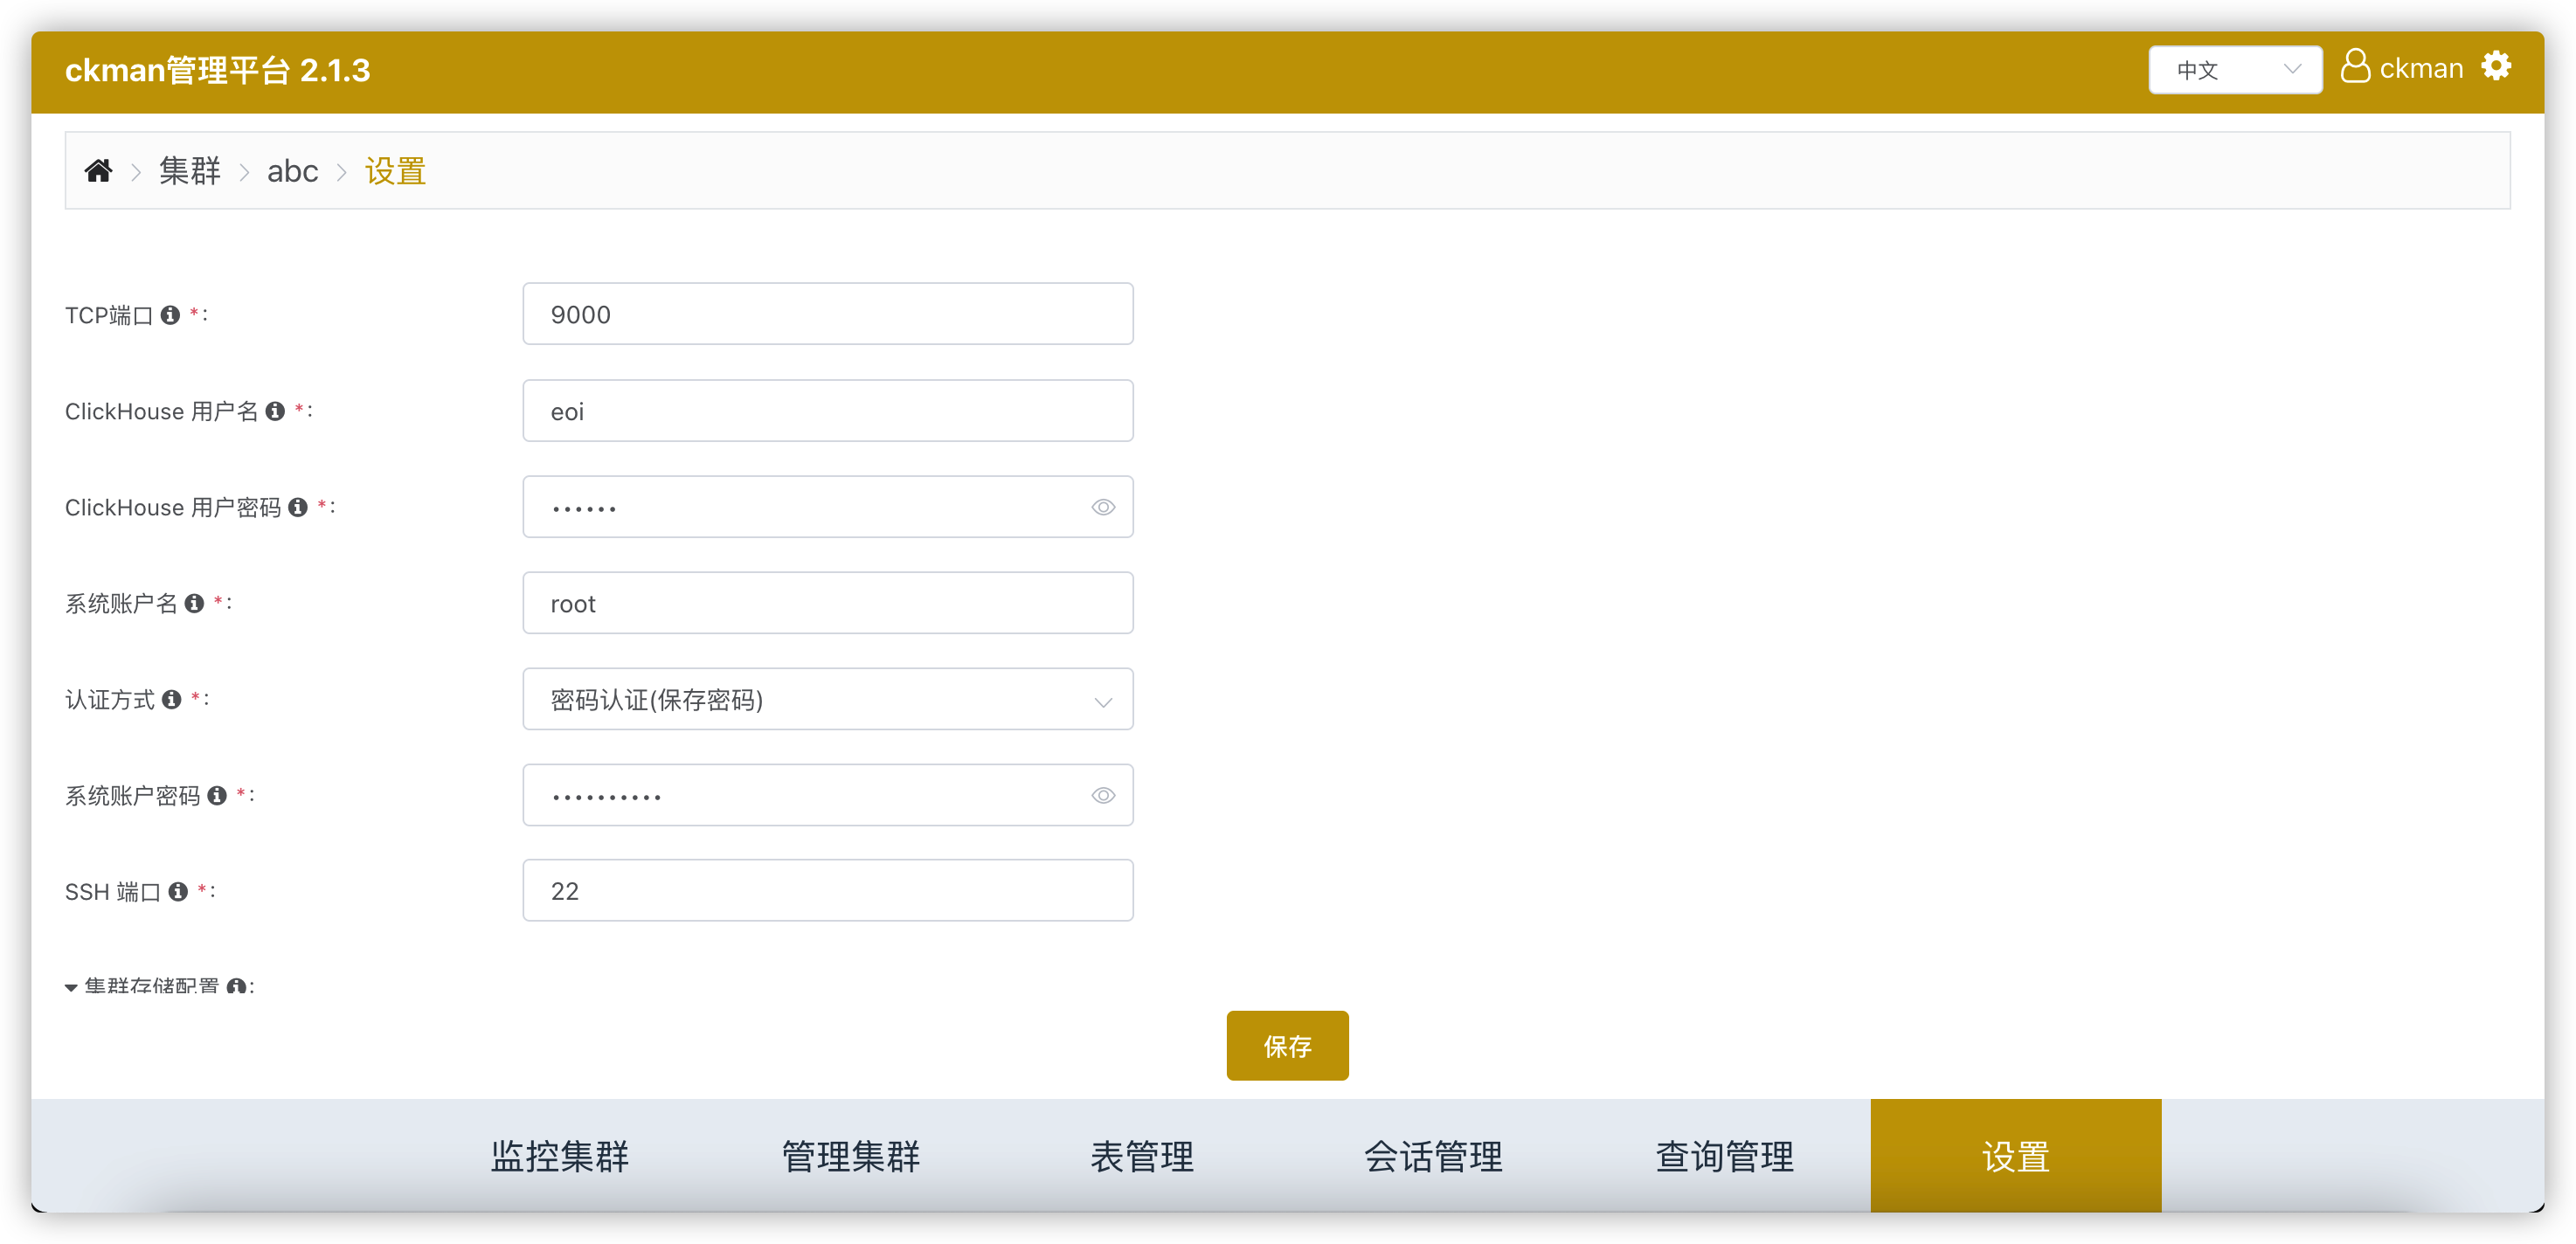 ckman管理平台 2.1.3
中文
ckman
集群 > abc > 设置
TCP端口 * :
9000
ClickHouse 用户名 * :
eoi
ClickHouse 用户密码 * :
••••••
系统账户名 * :
root
认证方式 * :
密码认证(保存密码)
系统账户密码 * :
••••••••••
SSH 端口 * :
22
集群存储配置 :
保存
监控集群
管理集群
表管理
会话管理
查询管理
设置